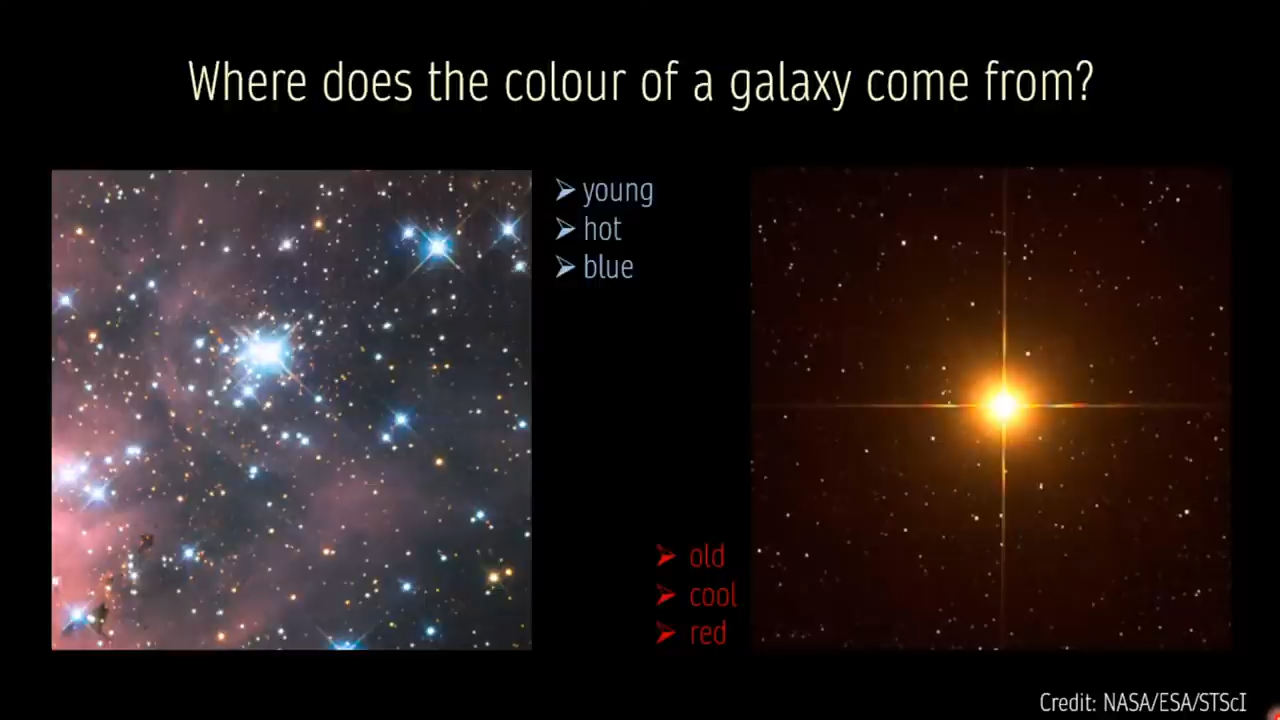 Where does the colour of a galaxy come from?
➢ young
➢ hot
➢ blue
➢ old
➢ cool
➢ red
Credit: NASA/ESA/STScI